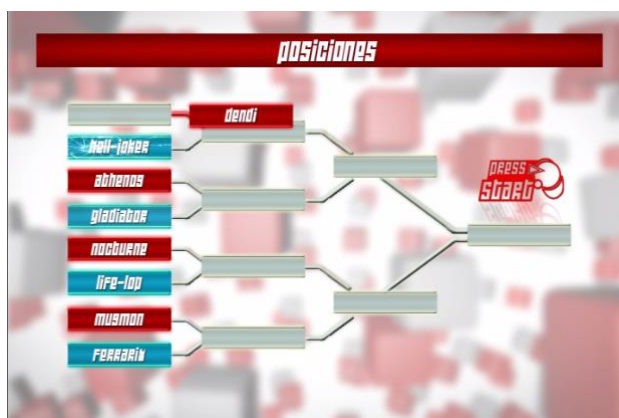 POSICIONES
DENDI
HELL-JOKER
ATHENOS
GLADIATOR
NOCTURNE
LIFE-LOP
MUGMON
FERRARIX
PRESS
START